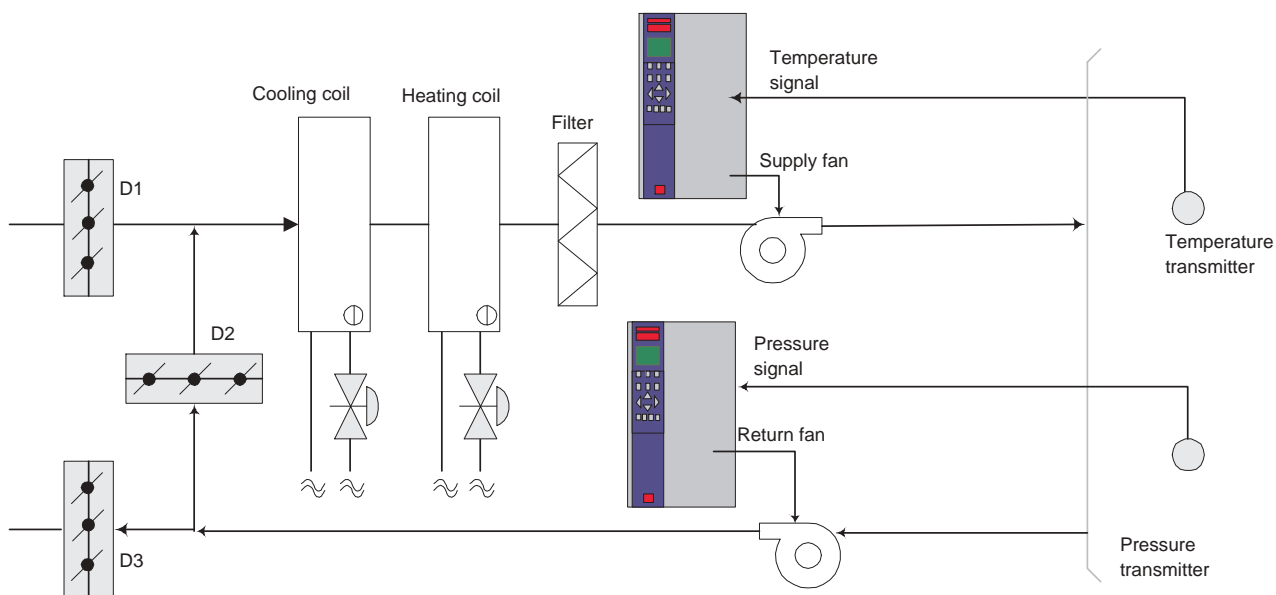 Temperature
signal
Cooling coil
Heating coil
Filter
Supply fan
D1
Temperature
transmitter
D2
Pressure
signal
Return fan
D3
Pressure
transmitter